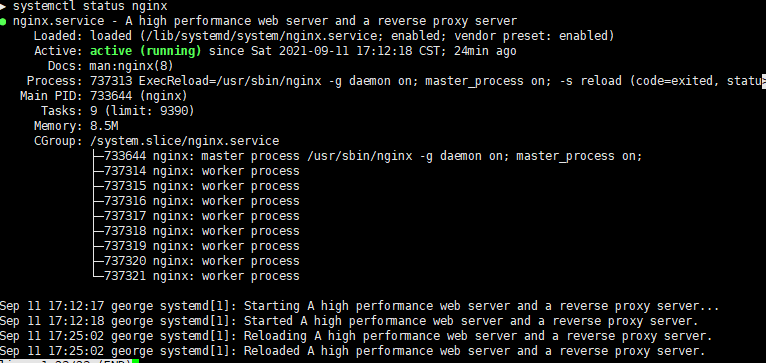 ► systemctl status nginx
● nginx.service - A high performance web server and a reverse proxy server
Loaded: loaded (/lib/systemd/system/nginx.service; enabled; vendor preset: enabled)
Active: active (running) since Sat 2021-09-11 17:12:18 CST; 24min ago
Docs: man:nginx(8)
Process: 737313 ExecReload=/usr/sbin/nginx -g daemon on; master_process on; -s reload (code=exited, statu>
Main PID: 733644 (nginx)
Tasks: 9 (limit: 9390)
Memory: 8.5M
CGroup: /system.slice/nginx.service
├─733644 nginx: master process /usr/sbin/nginx -g daemon on; master_process on;
├─737314 nginx: worker process
├─737315 nginx: worker process
├─737316 nginx: worker process
├─737317 nginx: worker process
├─737318 nginx: worker process
├─737319 nginx: worker process
├─737320 nginx: worker process
└─737321 nginx: worker process
Sep 11 17:12:17 george systemd[1]: Starting A high performance web server and a reverse proxy server...
Sep 11 17:12:18 george systemd[1]: Started A high performance web server and a reverse proxy server.
Sep 11 17:25:02 george systemd[1]: Reloading A high performance web server and a reverse proxy server.
Sep 11 17:25:02 george systemd[1]: Reloaded A high performance web server and a reverse proxy server.